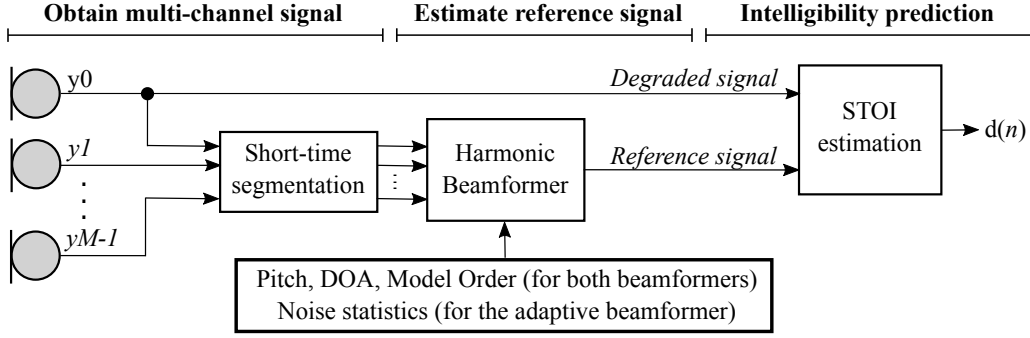 Obtain multi-channel signal Estimate reference signal Intelligibility prediction
y0
Degraded signal
y1
Short-time
segmentation
Harmonic
Beamformer
Reference signal
STOI
estimation
d(n)
yM-1
Pitch, DOA, Model Order (for both beamformers)
Noise statistics (for the adaptive beamformer)